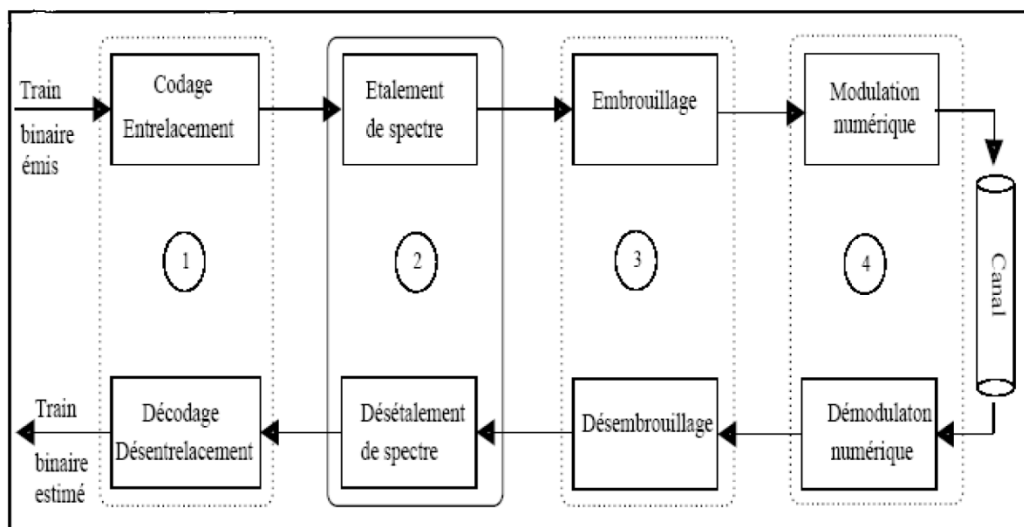 Train
binaire
émis
Codage
Entrelacement
Etalement
de spectre
Embrouillage
Modulation
numérique
1
2
3
4
Canal
Train
binaire
estimé
Décodage
Désentrelacement
Désétalement
de spectre
Désembrouillage
Démodulaton
numérique